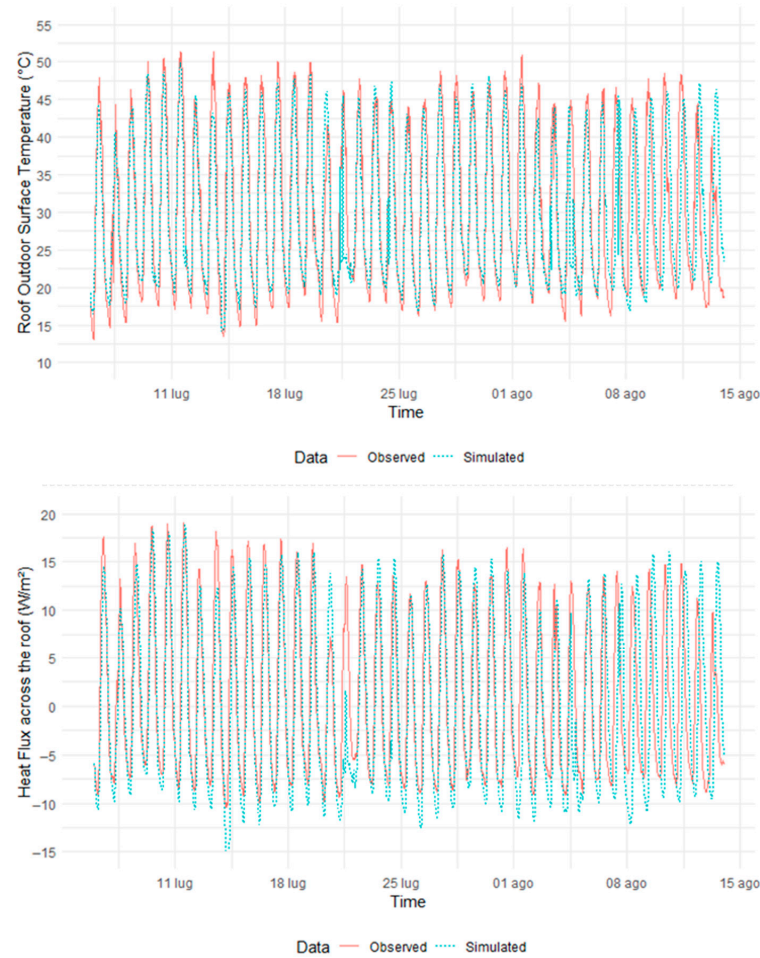 Roof Outdoor Surface Temperature (°C)
55
50
45
40
35
30
25
20
15
10
11 lug 18 lug 25 lug 01 ago 08 ago 15 ago
Time
Data Observed Simulated
Heat Flux across the roof (W/m²)
20
15
10
5
0
−5
−10
−15
11 lug 18 lug 25 lug 01 ago 08 ago 15 ago
Time
Data Observed Simulated